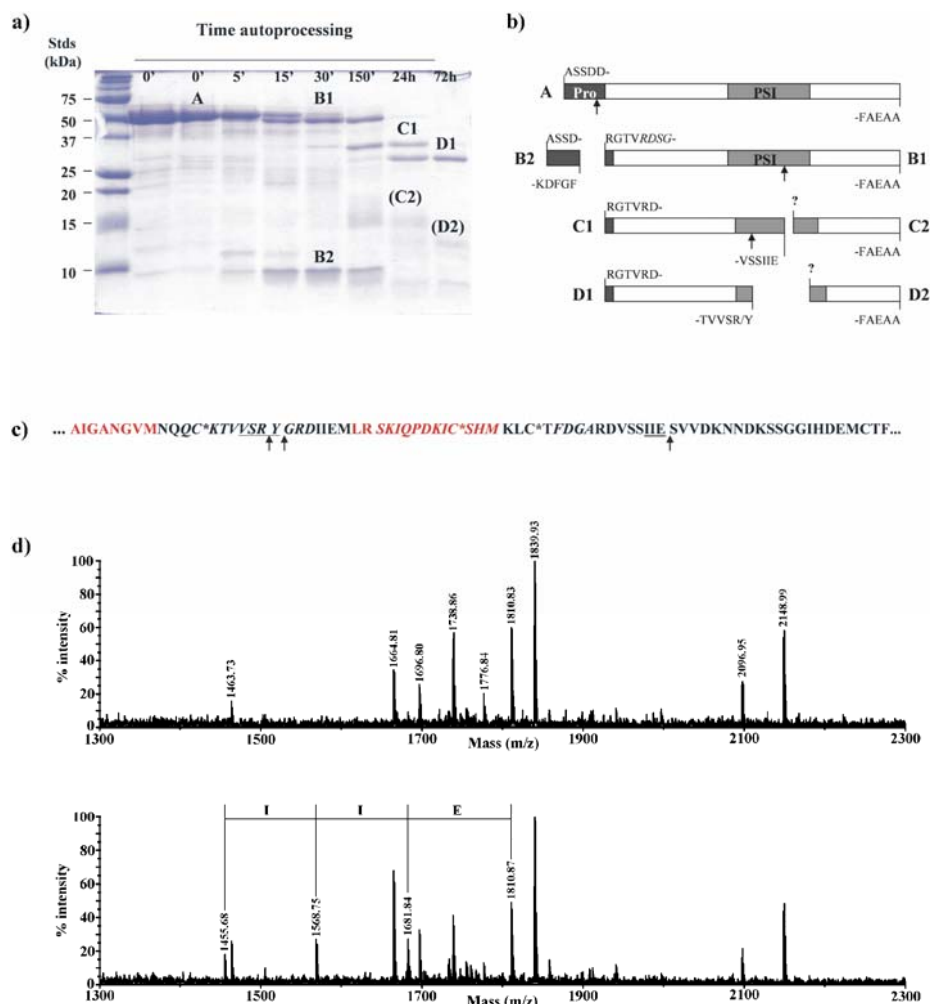 a)
Time autoprocessing
Stds
(kDa)
0' 0' 5' 15' 30' 150' 24h 72h
A B1
C1
D1
(C2)
(D2)
B2
75
50
37
25
20
15
10
b)
ASSDD-
A Pro PSI
-FAEAA
ASSD- RGTVRDSG-
B2 PSI B1
-KDFGF -FAEAA
RGTVRD- ?
C1 C2
-VSSIIE -FAEAA
RGTVRD- ?
D1 D2
-TVVSR/Y -FAEAA
c)
... AIGANGVMNQQC*KTVVSR Y GRDIIEMLR SKIQPDKIC*SHM KLC*TFDGARDVSSIIE SVVDKNNDKSSGGIHDEMCTF...
d)
% intensity
100
80
60
40
20
0
1463.73
1664.81
1696.80
1738.86
1776.84
1810.83
1839.93
2096.95
2148.99
1300 1500 1700 1900 2100 2300
Mass (m/z)
% intensity
100
80
60
40
20
0
I I E
1455.68
1568.75
1681.84
1810.87
1300 1500 1700 1900 2100 2300
Mass (m/z)